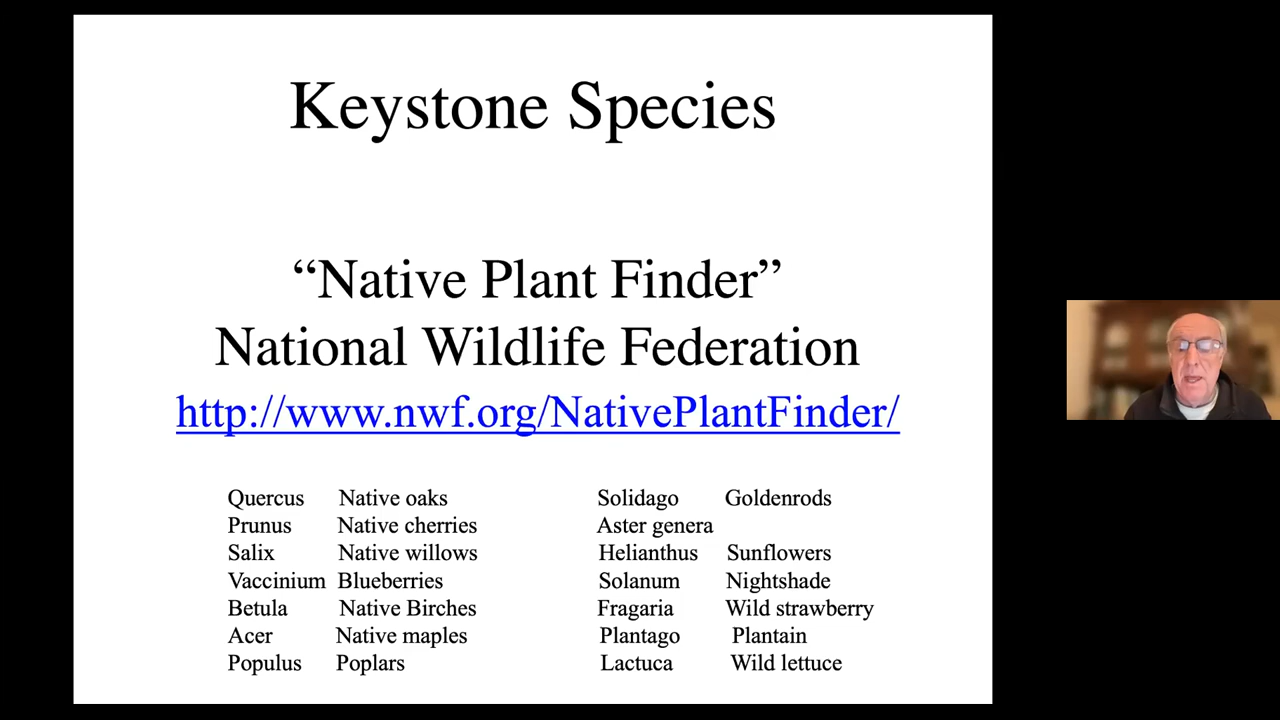 Keystone Species
“Native Plant Finder”
National Wildlife Federation
http://www.nwf.org/NativePlantFinder/
Quercus Native oaks
Prunus Native cherries
Salix Native willows
Vaccinium Blueberries
Betula Native Birches
Acer Native maples
Populus Poplars
Solidago Goldenrods
Aster genera
Helianthus Sunflowers
Solanum Nightshade
Fragaria Wild strawberry
Plantago Plantain
Lactuca Wild lettuce